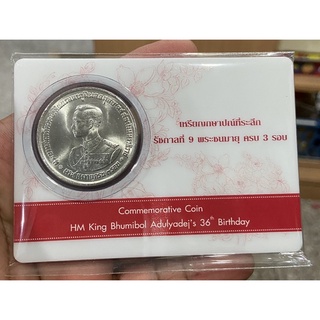 เหรียญกษาปณ์ที่ระลึก
รัชกาลที่ 9 พระชนมายุ ครบ 3 รอบ
Commemorative Coin
HM King Bhumibol Adulyadej's 36th Birthday